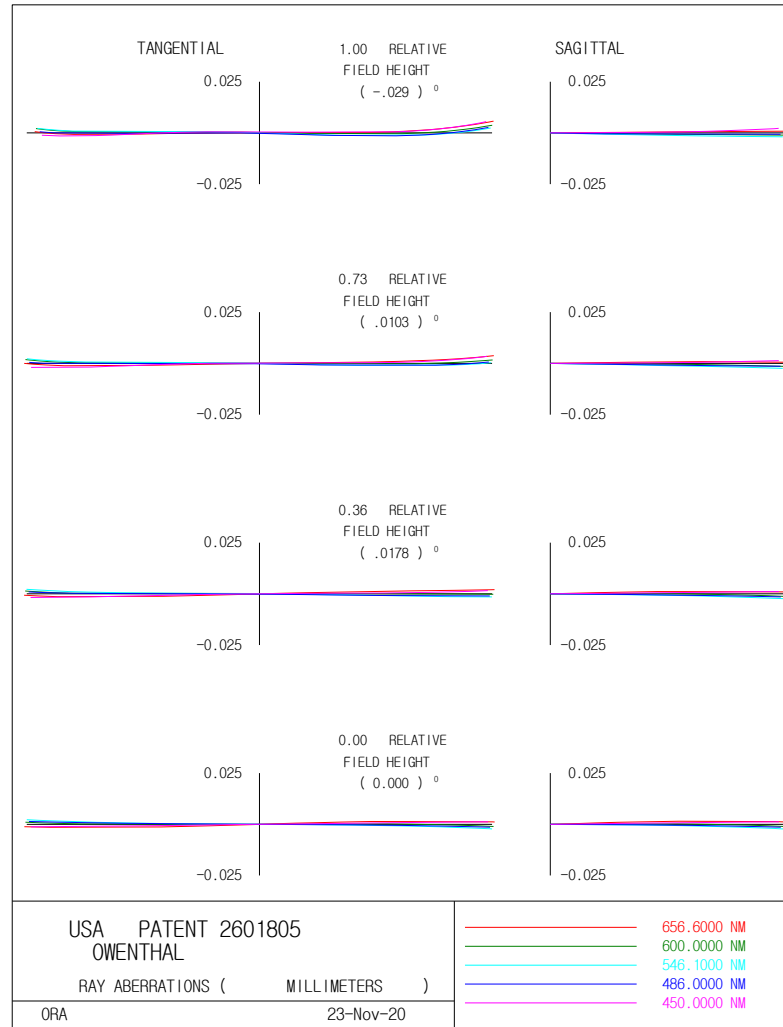 TANGENTIAL 1.00 RELATIVE SAGITTAL
FIELD HEIGHT
( -.029 ) 0
0.025 0.025
-0.025 -0.025
0.73 RELATIVE
FIELD HEIGHT
( .0103 ) 0
0.025 0.025
-0.025 -0.025
0.36 RELATIVE
FIELD HEIGHT
( .0178 ) 0
0.025 0.025
-0.025 -0.025
0.00 RELATIVE
FIELD HEIGHT
( 0.000 ) 0
0.025 0.025
-0.025 -0.025
USA PATENT 2601805
OWENTHAL
RAY ABERRATIONS ( MILLIMETERS )
ORA 23-Nov-20
656.6000 NM
600.0000 NM
546.1000 NM
486.0000 NM
450.0000 NM